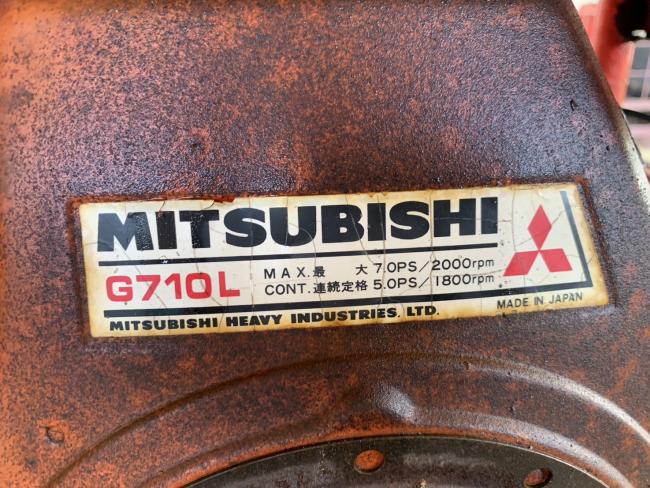 MITSUBISHI
G710L
MAX.最 大 7.0PS/2000rpm
CONT.連続定格 5.0PS/1800rpm
MADE IN JAPAN
MITSUBISHI HEAVY INDUSTRIES, LTD.